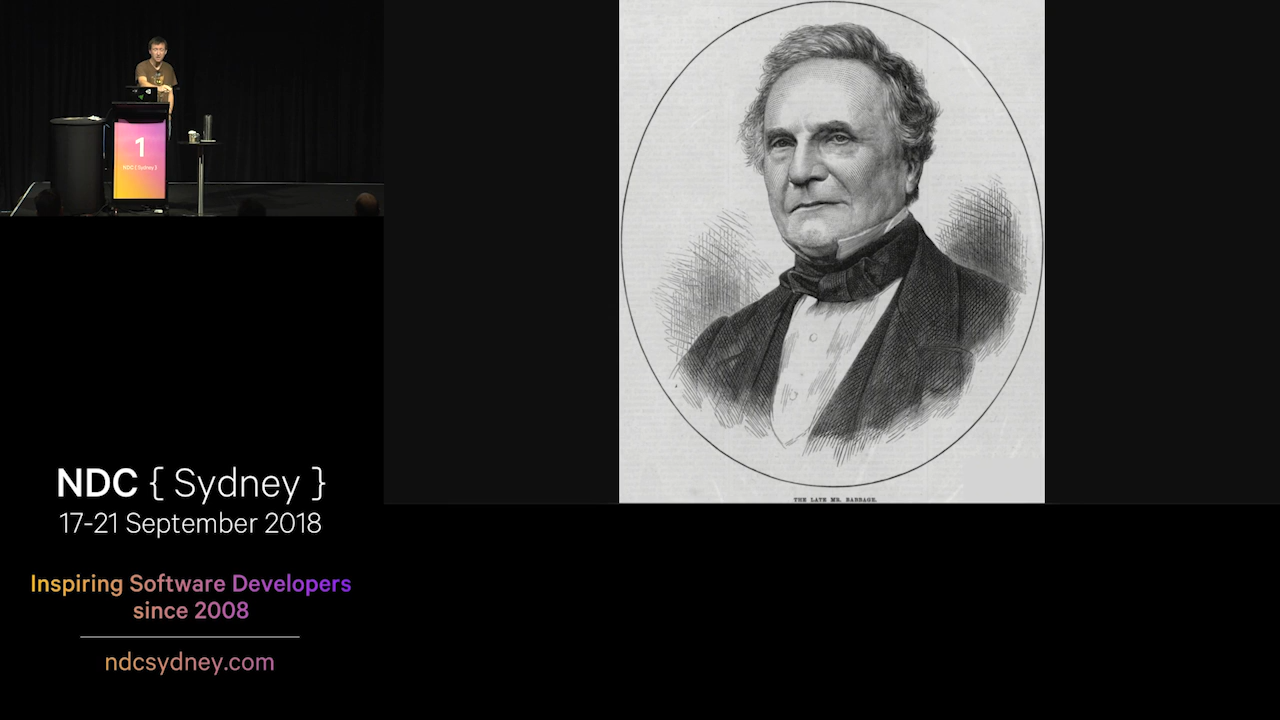 1
NDC { Sydney }
THE LATE MR. BABBAGE.
NDC { Sydney }
17-21 September 2018
Inspiring Software Developers
since 2008
ndcsydney.com